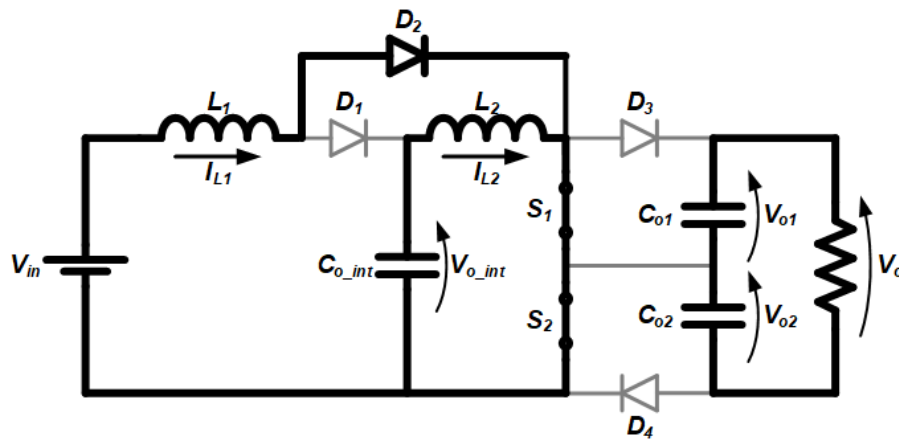 D2
L1
D1
L2
D3
IL1
IL2
S1
Co1
Vo1
Vin
Co_int
Vo_int
Vo
S2
Co2
Vo2
D4